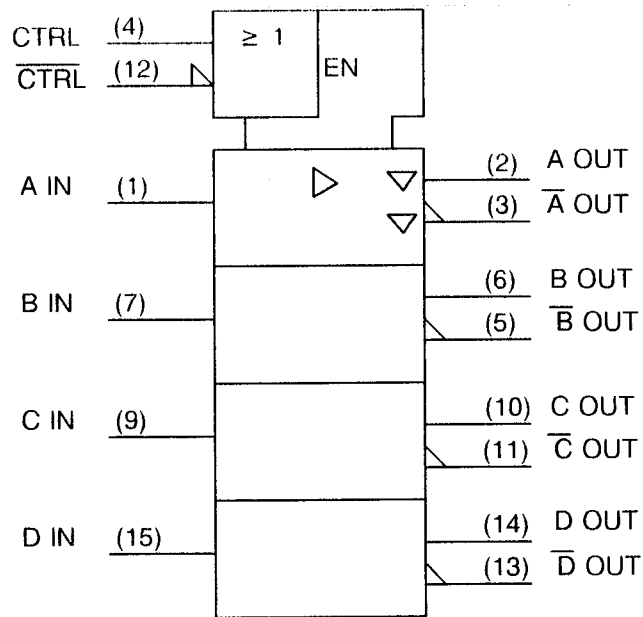 CTRL (4) ≥ 1
C̅T̅R̅L̅ (12) EN
A IN (1) (2) A OUT
(3) A̅ OUT
B IN (7) (6) B OUT
(5) B̅ OUT
C IN (9) (10) C OUT
(11) C̅ OUT
D IN (15) (14) D OUT
(13) D̅ OUT